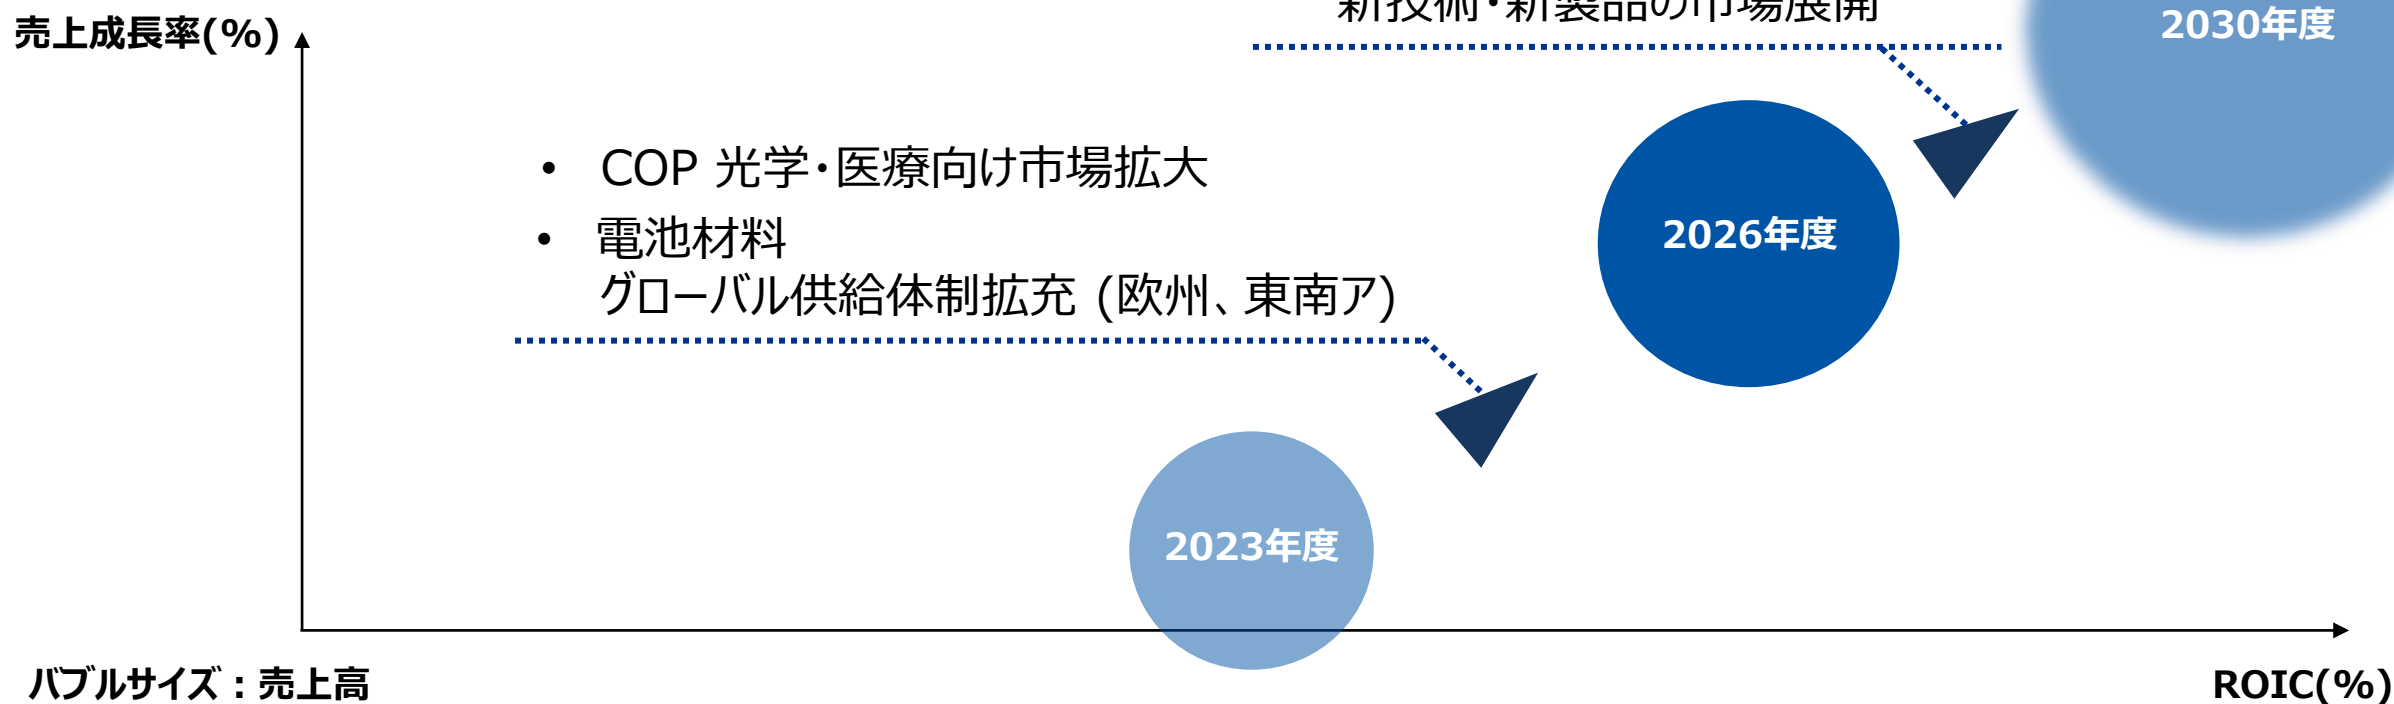 新技術・新製品の市場展開
2030年度
売上成長率(%)
• COP 光学・医療向け市場拡大
• 電池材料
グローバル供給体制拡充 (欧州、東南ア)
2026年度
2023年度
バブルサイズ：売上高
ROIC(%)